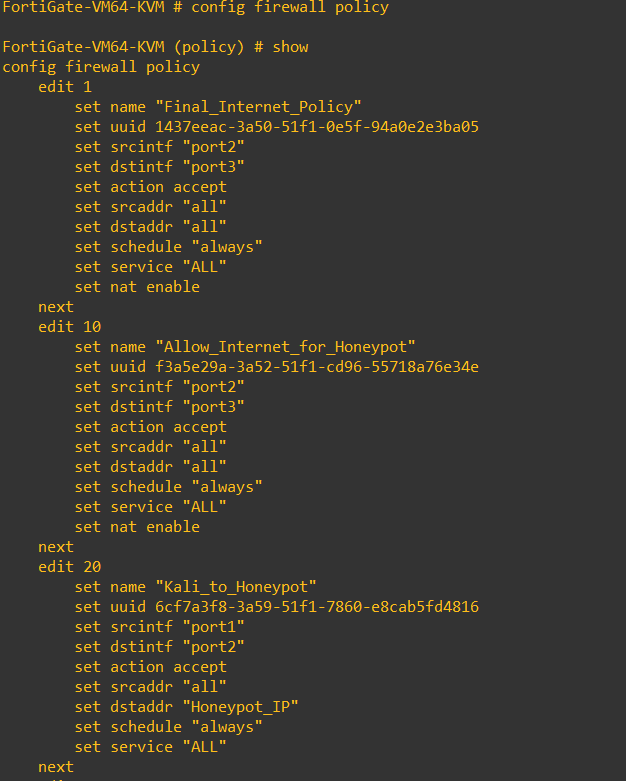 FortiGate-VM64-KVM # config firewall policy
FortiGate-VM64-KVM (policy) # show
config firewall policy
edit 1
set name "Final_Internet_Policy"
set uuid 1437eeac-3a50-51f1-0e5f-94a0e2e3ba05
set srcintf "port2"
set dstintf "port3"
set action accept
set srcaddr "all"
set dstaddr "all"
set schedule "always"
set service "ALL"
set nat enable
next
edit 10
set name "Allow_Internet_for_Honeypot"
set uuid f3a5e29a-3a52-51f1-cd96-55718a76e34e
set srcintf "port2"
set dstintf "port3"
set action accept
set srcaddr "all"
set dstaddr "all"
set schedule "always"
set service "ALL"
set nat enable
next
edit 20
set name "Kali_to_Honeypot"
set uuid 6cf7a3f8-3a59-51f1-7860-e8cab5fd4816
set srcintf "port1"
set dstintf "port2"
set action accept
set srcaddr "all"
set dstaddr "Honeypot_IP"
set schedule "always"
set service "ALL"
next